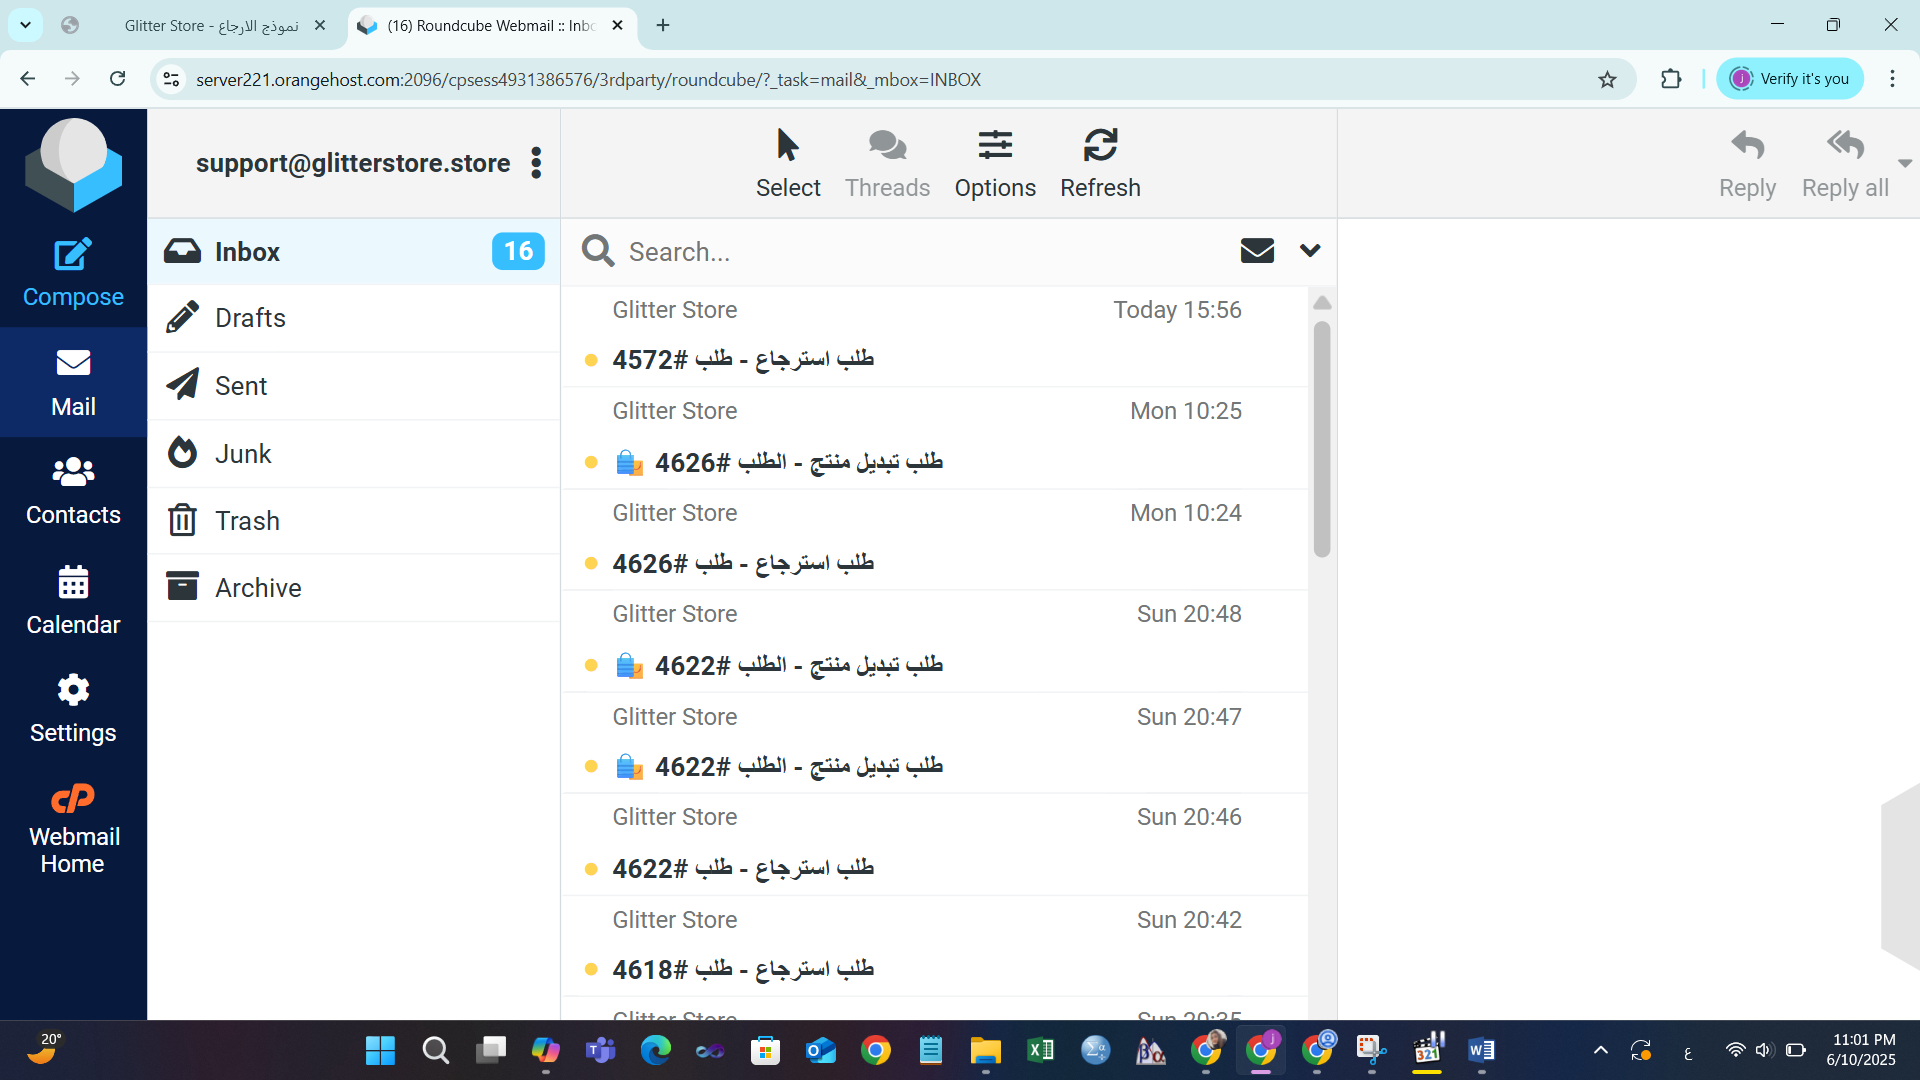 Glitter Store - نموذج الارجاع
(16) Roundcube Webmail :: Inbo
server221.orangehost.com:2096/cpsess4931386576/3rdparty/roundcube/?_task=mail&_mbox=INBOX
Verify it's you
support@glitterstore.store
Select
Threads
Options
Refresh
Reply
Reply all
Compose
Mail
Contacts
Calendar
Settings
Webmail
Home
Inbox
16
Drafts
Sent
Junk
Trash
Archive
Search...
Glitter Store
Today 15:56
طلب استرجاع - طلب #4572
Glitter Store
Mon 10:25
طلب تبديل منتج - الطلب #4626
Glitter Store
Mon 10:24
طلب استرجاع - طلب #4626
Glitter Store
Sun 20:48
طلب تبديل منتج - الطلب #4622
Glitter Store
Sun 20:47
طلب تبديل منتج - الطلب #4622
Glitter Store
Sun 20:46
طلب استرجاع - طلب #4622
Glitter Store
Sun 20:42
طلب استرجاع - طلب #4618
Glitter Store
Sun 20:35
20°
ع
11:01 PM
6/10/2025